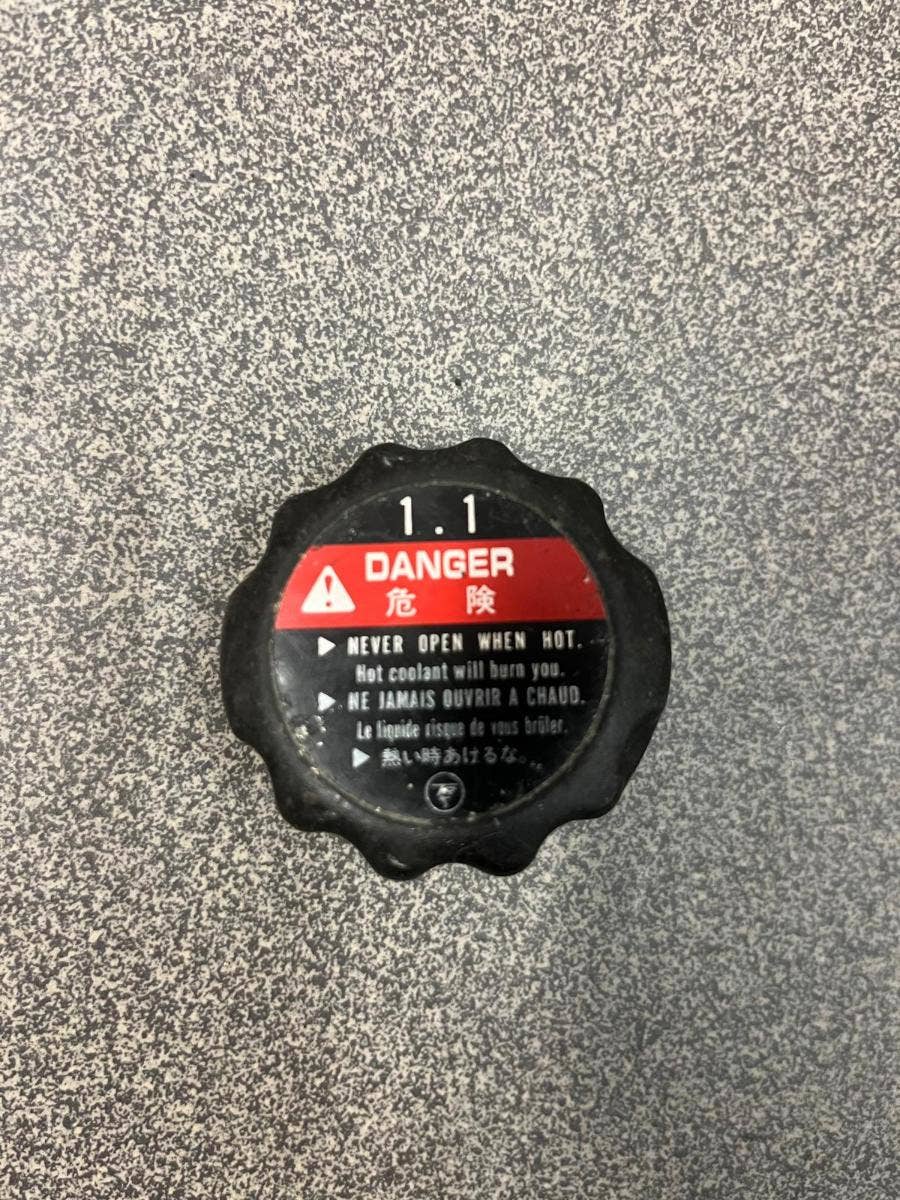 1.1
DANGER
危険
NEVER OPEN WHEN HOT.
Hot coolant will burn you.
NE JAMAIS OUVRIR A CHAUD.
Le liquide risque de vous brûler.
熱い時あけるな。